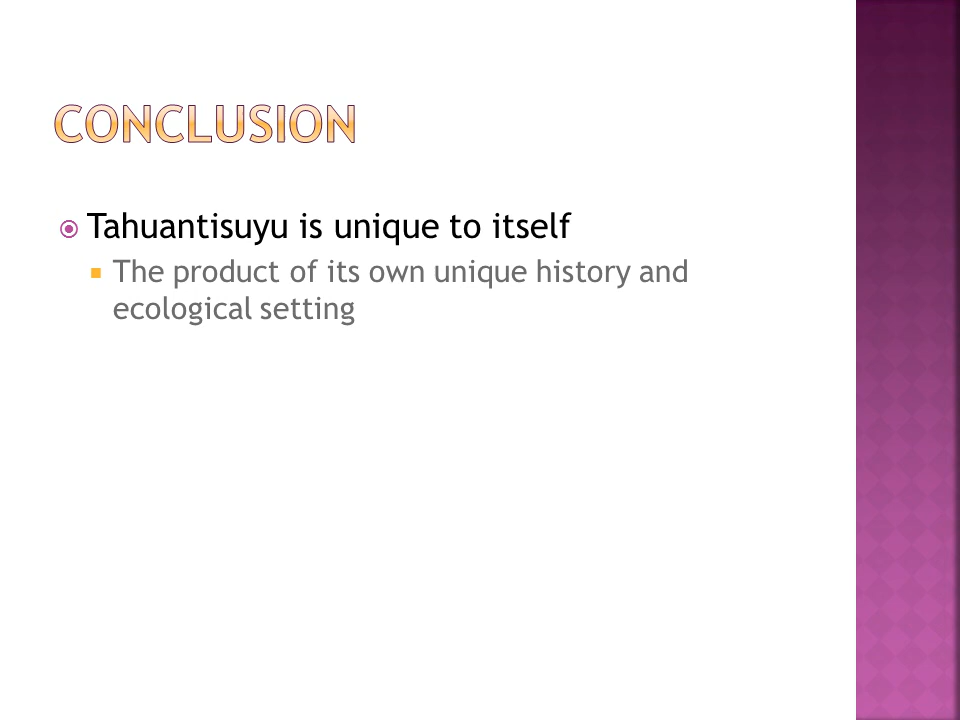 CONCLUSION
Tahuantisuyu is unique to itself
The product of its own unique history and
ecological setting